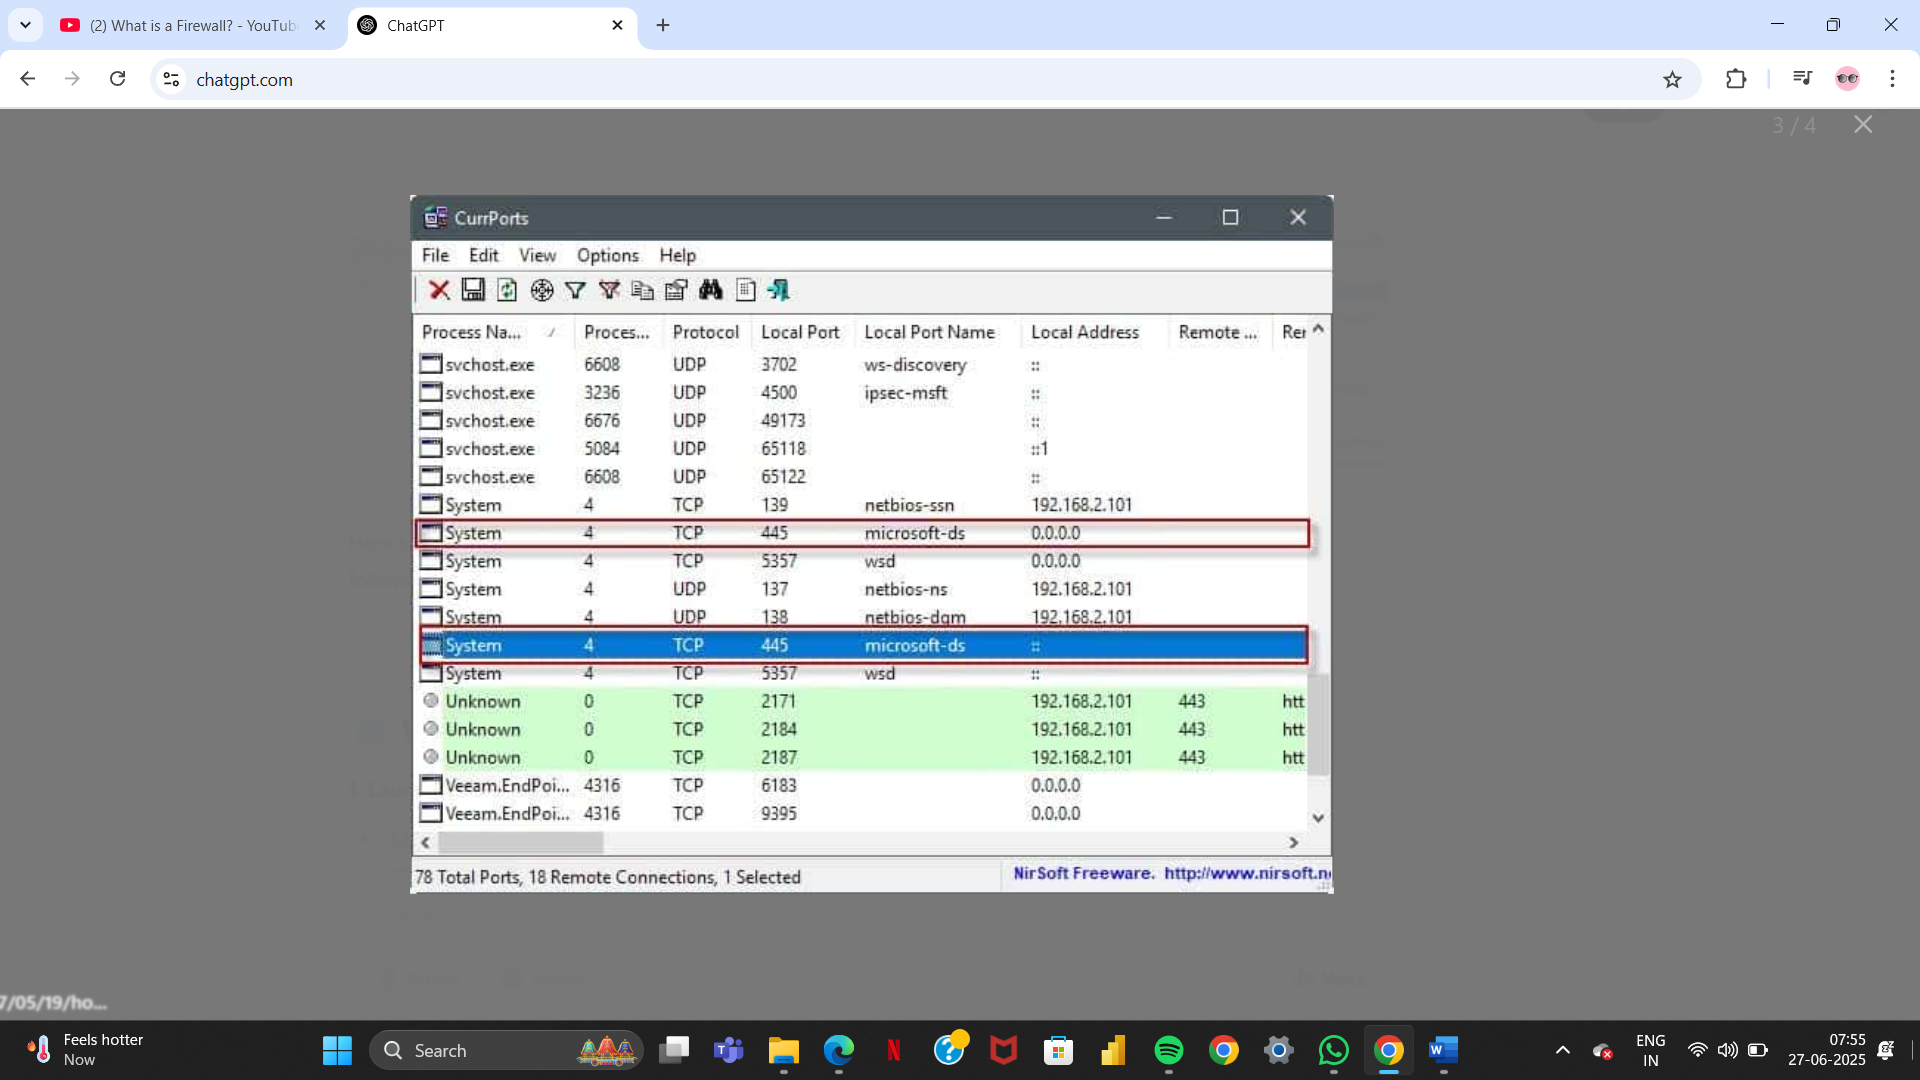 (2) What is a Firewall? - YouTub
ChatGPT
chatgpt.com
3 / 4
CurrPorts
File Edit View Options Help
Process Na... Proces... Protocol Local Port Local Port Name Local Address Remote ... Rer
svchost.exe 6608 UDP 3702 ws-discovery ::
svchost.exe 3236 UDP 4500 ipsec-msft ::
svchost.exe 6676 UDP 49173 ::
svchost.exe 5084 UDP 65118 ::1
svchost.exe 6608 UDP 65122 ::
System 4 TCP 139 netbios-ssn 192.168.2.101
System 4 TCP 445 microsoft-ds 0.0.0.0
System 4 TCP 5357 wsd 0.0.0.0
System 4 UDP 137 netbios-ns 192.168.2.101
System 4 UDP 138 netbios-dgm 192.168.2.101
System 4 TCP 445 microsoft-ds ::
System 4 TCP 5357 wsd ::
Unknown 0 TCP 2171 192.168.2.101 443 htt
Unknown 0 TCP 2184 192.168.2.101 443 htt
Unknown 0 TCP 2187 192.168.2.101 443 htt
Veeam.EndPoi... 4316 TCP 6183 0.0.0.0
Veeam.EndPoi... 4316 TCP 9395 0.0.0.0
78 Total Ports, 18 Remote Connections, 1 Selected
NirSoft Freeware. http://www.nirsoft.n
7/05/19/ho...
Feels hotter
Now
Search
ENG
IN
07:55
27-06-2025